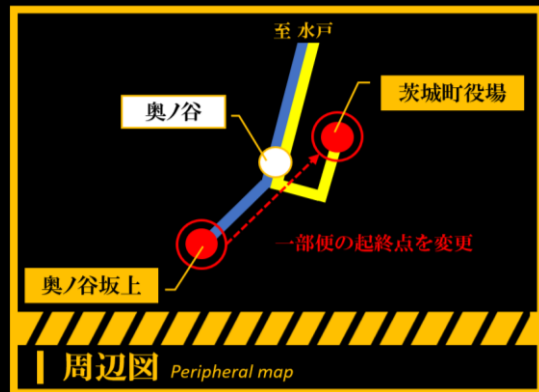 至 水戸
茨城町役場
奥ノ谷
一部便の起終点を変更
奥ノ谷坂上
周辺図 Peripheral map